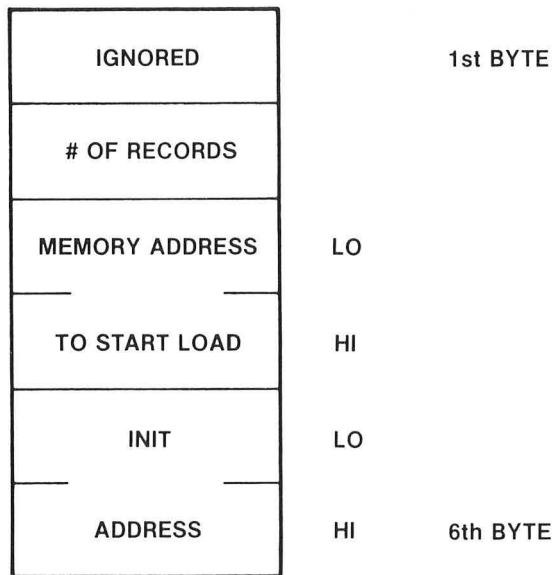 IGNORED 1st BYTE
# OF RECORDS
MEMORY ADDRESS LO
TO START LOAD HI
INIT LO
ADDRESS HI 6th BYTE